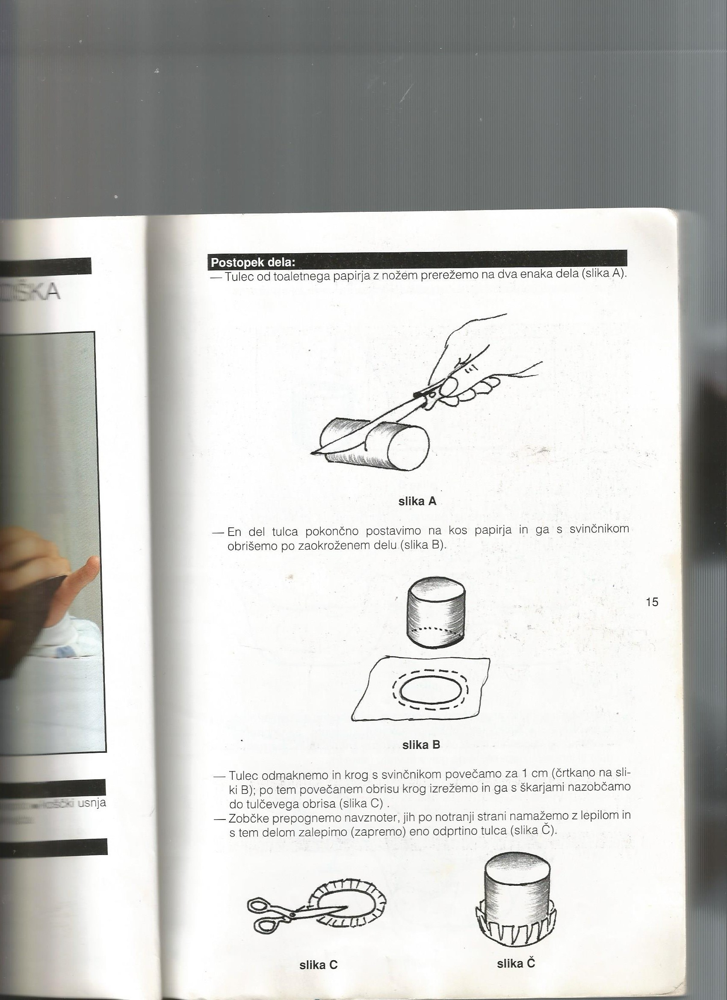 Postopek dela:
— Tulec od toaletnega papirja z nožem prerežemo na dva enaka dela (slika A).
slika A
— En del tulca pokončno postavimo na kos papirja in ga s svinčnikom
obrišemo po zaokroženem delu (slika B).
15
slika B
— Tulec odmaknemo in krog s svinčnikom povečamo za 1 cm (črtkano na sli-
ki B); po tem povečanem obrisu krog izrežemo in ga s škarjami nazobčamo
do tulčevega obrisa (slika C) .
— Zobčke prepognemo navznoter, jih po notranji strani namažemo z lepilom in
s tem delom zalepimo (zapremo) eno odprtino tulca (slika Č).
slika C
slika Č
usnja